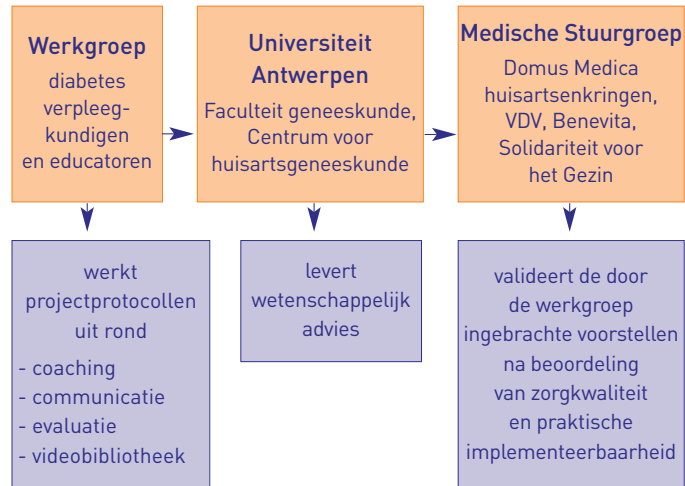 Werkgroep
diabetes
verpleeg-
kundigen
en educatoren
Universiteit
Antwerpen
Faculteit geneeskunde,
Centrum voor
huisartsgeneeskunde
Medische Stuurgroep
Domus Medica
huisartsenkringen,
VDV, Benevita,
Solidariteit voor
het Gezin
werkt
projectprotocollen
uit rond
- coaching
- communicatie
- evaluatie
- videobibliotheek
levert
wetenschappelijk
advies
valideert de door
de werkgroep
ingebrachte voorstellen
na beoordeling
van zorgkwaliteit
en praktische
implementeerbaarheid